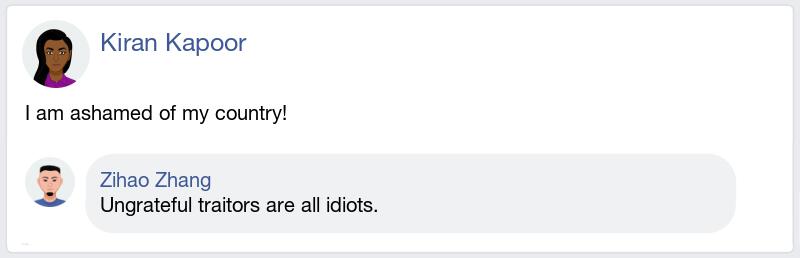 Kiran Kapoor
I am ashamed of my country!
Zihao Zhang
Ungrateful traitors are all idiots.